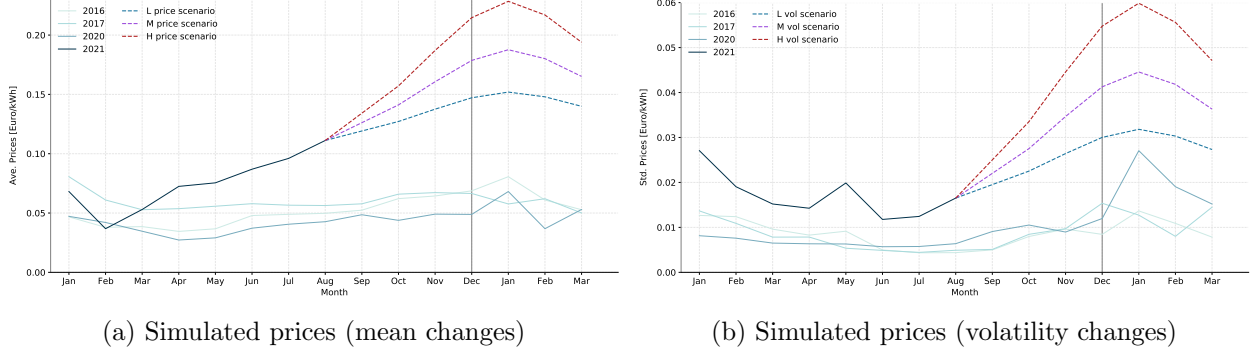 2016
2017
2020
2021
L price scenario
M price scenario
H price scenario
0.20
0.15
0.10
0.05
0.00
Ave. Prices [Euro/kWh]
Jan Feb Mar Apr May Jun Jul Aug Sep Oct Nov Dec Jan Feb Mar
Month
(a) Simulated prices (mean changes)
2016
2017
2020
2021
L vol scenario
M vol scenario
H vol scenario
0.06
0.05
0.04
0.03
0.02
0.01
0.00
Std. Prices [Euro/kWh]
Jan Feb Mar Apr May Jun Jul Aug Sep Oct Nov Dec Jan Feb Mar
Month
(b) Simulated prices (volatility changes)